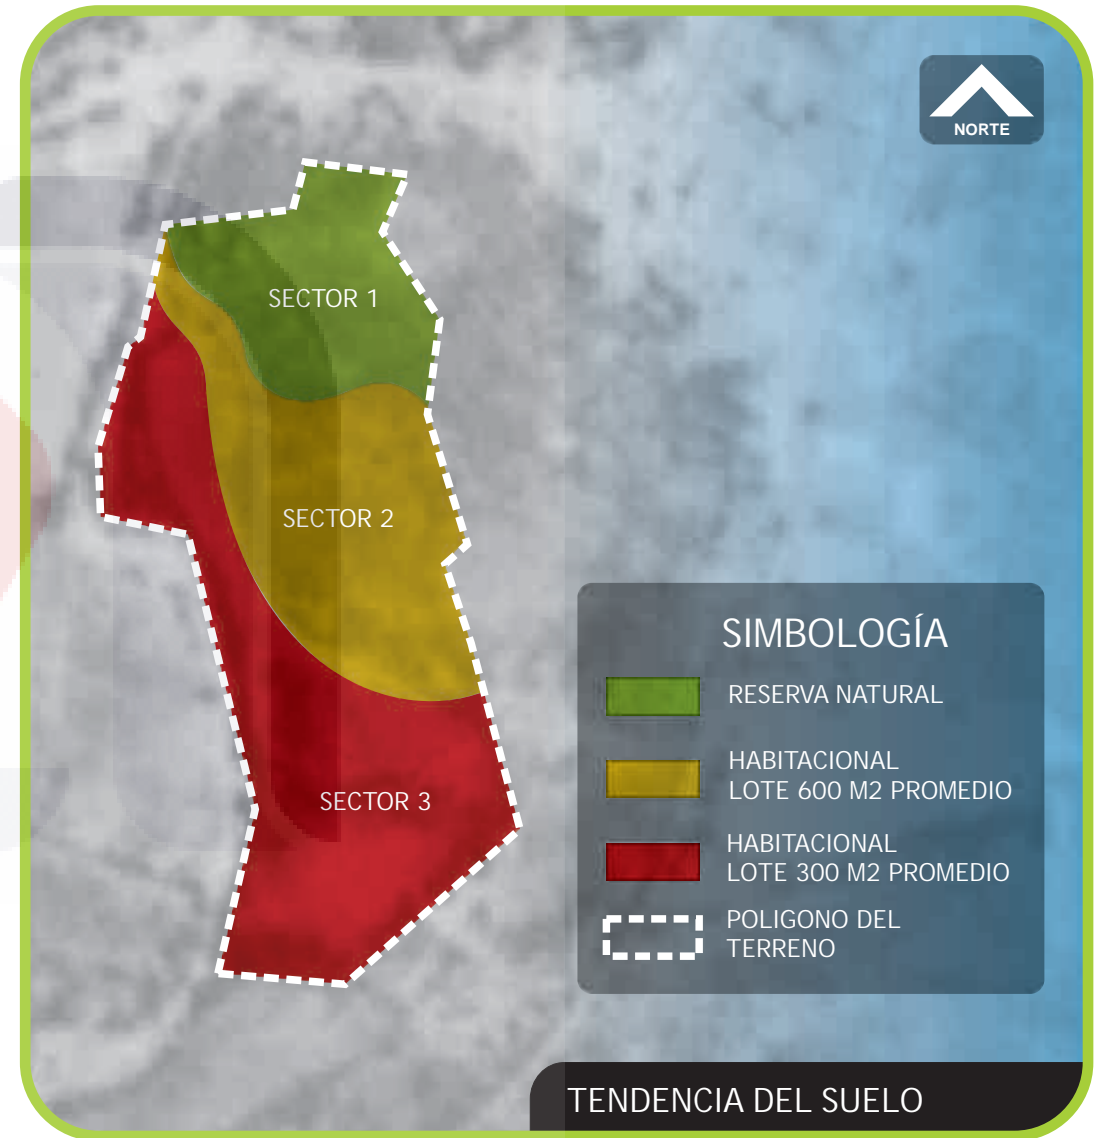 NORTE
SECTOR 1
SECTOR 2
SECTOR 3
SIMBOLOGÍA
RESERVA NATURAL
HABITACIONAL
LOTE 600 M2 PROMEDIO
HABITACIONAL
LOTE 300 M2 PROMEDIO
POLIGONO DEL
TERRENO
TENDENCIA DEL SUELO